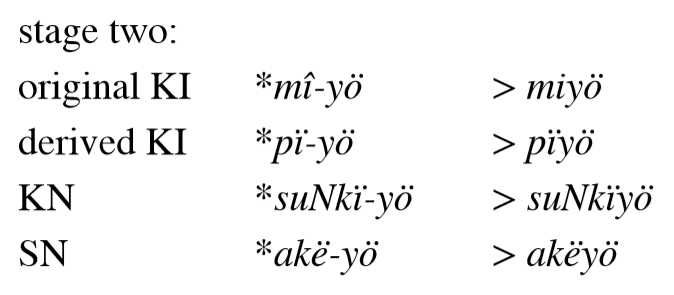 stage two:
original KI *mî-yö > miyö
derived KI *pï-yö > pïyö
KN *suNkï-yö > suNkïyö
SN *akë-yö > akëyö